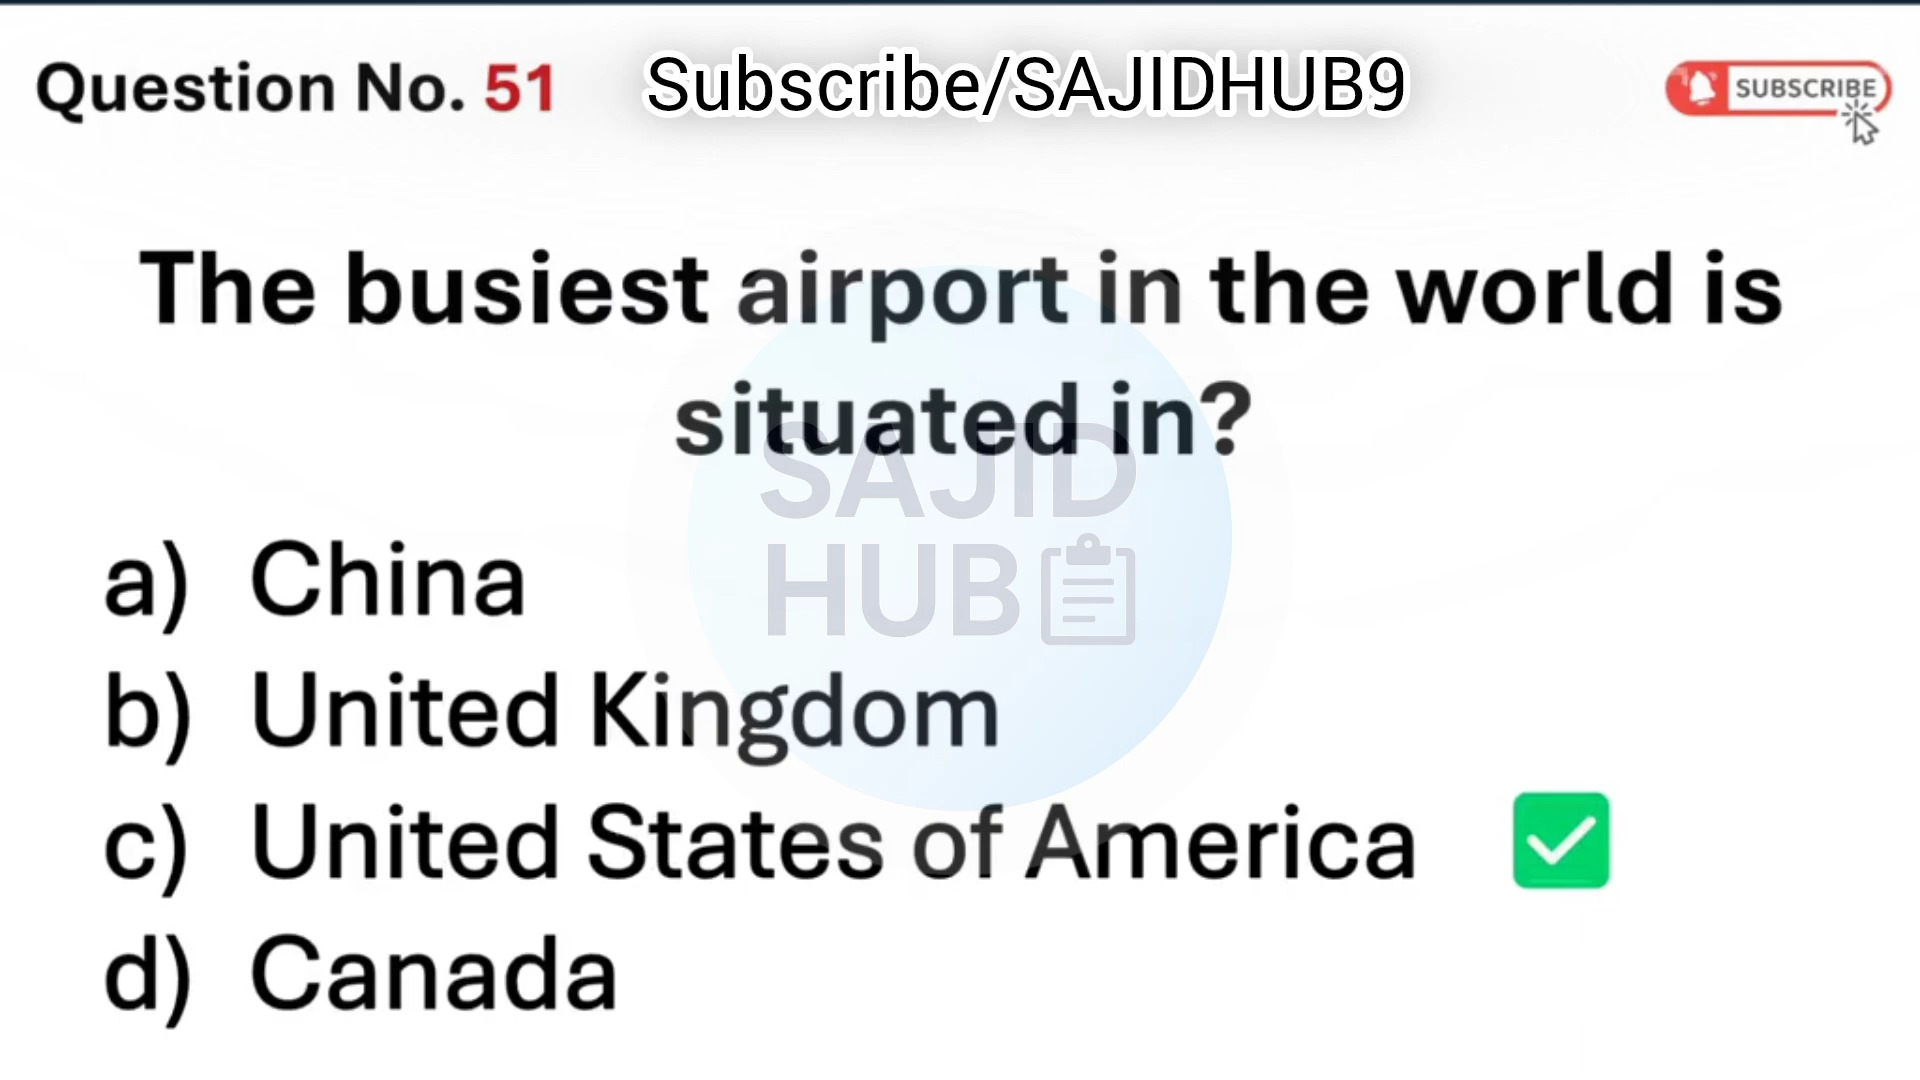 Question No. 51
Subscribe/SAJIDHUB9
SUBSCRIBE
The busiest airport in the world is
situated in?
SAJID
HUB
a) China
b) United Kingdom
c) United States of America
d) Canada